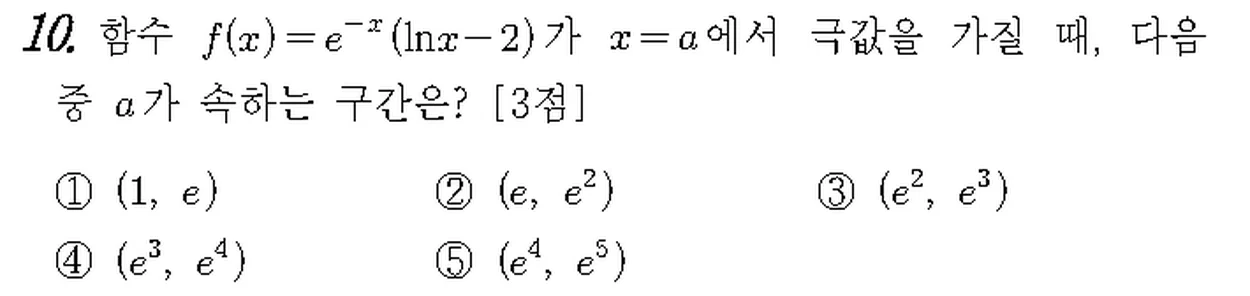 10. 함수 f(x)=e⁻ˣ(lnx−2)가 x=a에서 극값을 가질 때, 다음
중 a가 속하는 구간은? [3점]
① (1, e) ② (e, e²) ③ (e², e³)
④ (e³, e⁴) ⑤ (e⁴, e⁵)